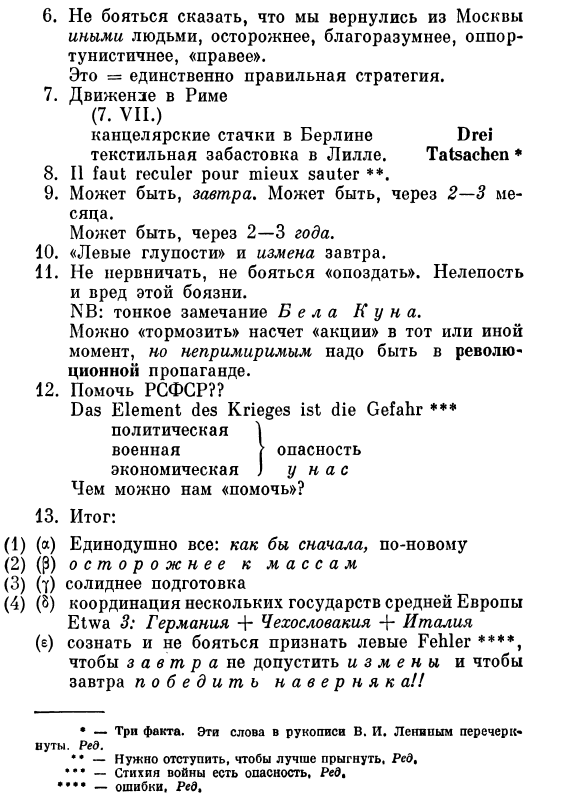 6. Не бояться сказать, что мы вернулись из Москвы
иными людьми, осторожнее, благоразумнее, оппор-
тунистичнее, «правее».
Это = единственно правильная стратегия.
7. Движение в Риме
(7. VII.)
канцелярские стачки в Берлине Drei
текстильная забастовка в Лилле. Tatsachen *
8. Il faut reculer pour mieux sauter **.
9. Может быть, завтра. Может быть, через 2—3 ме-
сяца.
Может быть, через 2—3 года.
10. «Левые глупости» и измена завтра.
11. Не нервничать, не бояться «опоздать». Нелепость
и вред этой боязни.
NB: тонкое замечание Бела Куна.
Можно «тормозить» насчет «акции» в тот или иной
момент, но непримиримым надо быть в револю-
ционной пропаганде.
12. Помочь РСФСР??
Das Element des Krieges ist die Gefahr ***
политическая
военная } опасность
экономическая у нас
Чем можно нам «помочь»?
13. Итог:
(1) (α) Единодушно все: как бы сначала, по-новому
(2) (β) осторожнее к массам
(3) (γ) солиднее подготовка
(4) (δ) координация нескольких государств средней Европы
Etwa 3: Германия + Чехословакия + Италия
(ε) сознать и не бояться признать левые Fehler ****,
чтобы завтра не допустить измены и чтобы
завтра победить наверняка!!
* — Три факта. Эти слова в рукописи В. И. Лениным перечерк-
нуты. Ред.
** — Нужно отступить, чтобы лучше прыгнуть, Ред.
*** — Стихия войны есть опасность, Ред.
**** — ошибки, Ред.